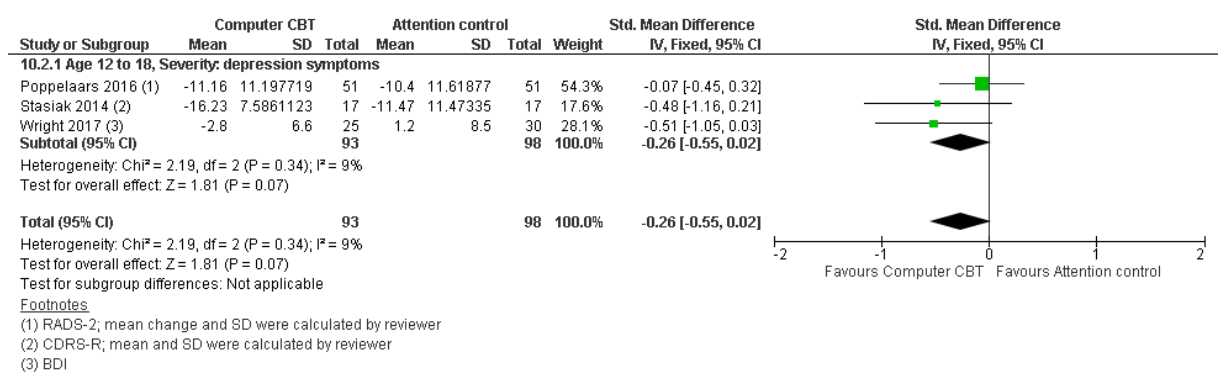 Computer CBT Attention control Std. Mean Difference Std. Mean Difference
Study or Subgroup Mean SD Total Mean SD Total Weight IV, Fixed, 95% CI IV, Fixed, 95% CI
10.2.1 Age 12 to 18, Severity: depression symptoms
Poppelaars 2016 (1) -11.16 11.197719 51 -10.4 11.61877 51 54.3% -0.07 [-0.45, 0.32]
Stasiak 2014 (2) -16.23 7.5861123 17 -11.47 11.47335 17 17.6% -0.48 [-1.16, 0.21]
Wright 2017 (3) -2.8 6.6 25 1.2 8.5 30 28.1% -0.51 [-1.05, 0.03]
Subtotal (95% CI) 93 98 100.0% -0.26 [-0.55, 0.02]
Heterogeneity: Chi² = 2.19, df = 2 (P = 0.34); I² = 9%
Test for overall effect: Z = 1.81 (P = 0.07)
Total (95% CI) 93 98 100.0% -0.26 [-0.55, 0.02]
Heterogeneity: Chi² = 2.19, df = 2 (P = 0.34); I² = 9%
Test for overall effect: Z = 1.81 (P = 0.07)
Test for subgroup differences: Not applicable
-2 -1 0 1 2
Favours Computer CBT Favours Attention control
Footnotes
(1) RADS-2; mean change and SD were calculated by reviewer
(2) CDRS-R; mean and SD were calculated by reviewer
(3) BDI